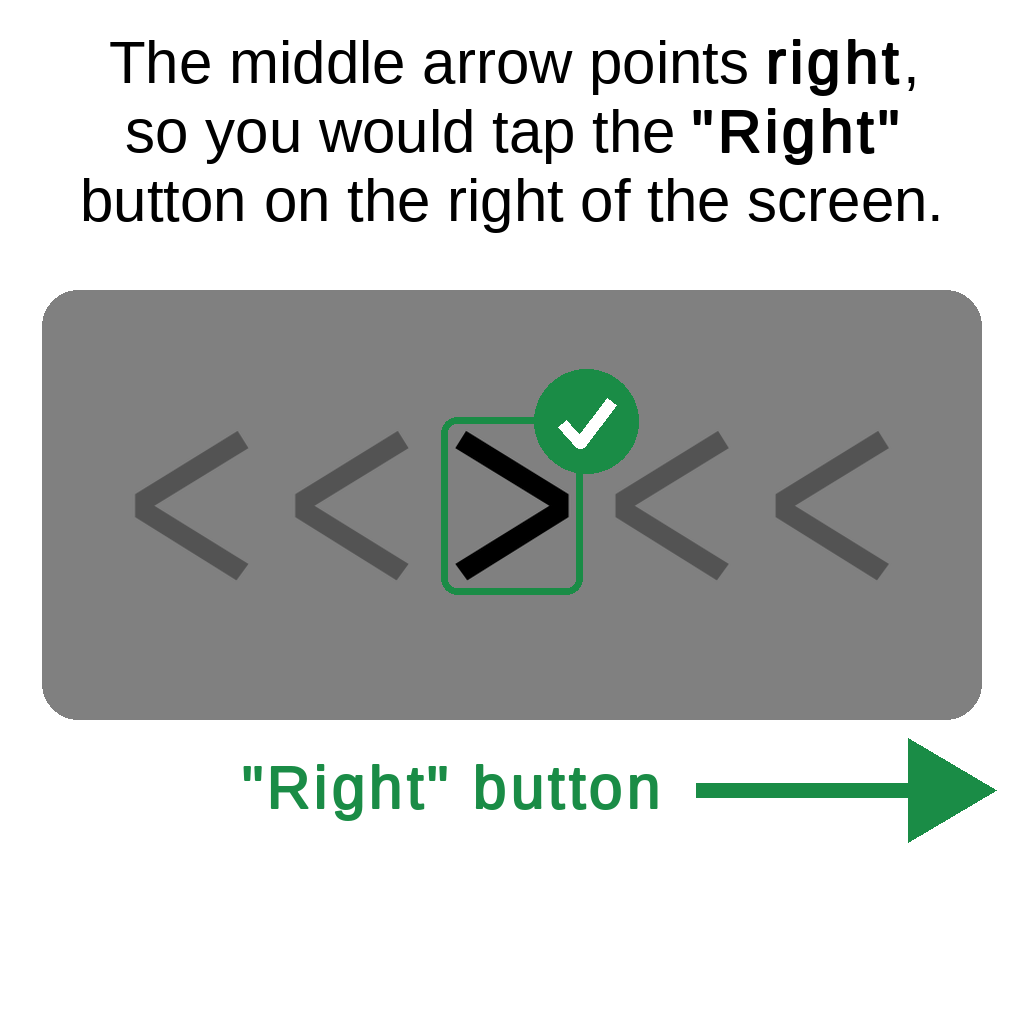 The middle arrow points right,
so you would tap the "Right"
button on the right of the screen.
"Right" button